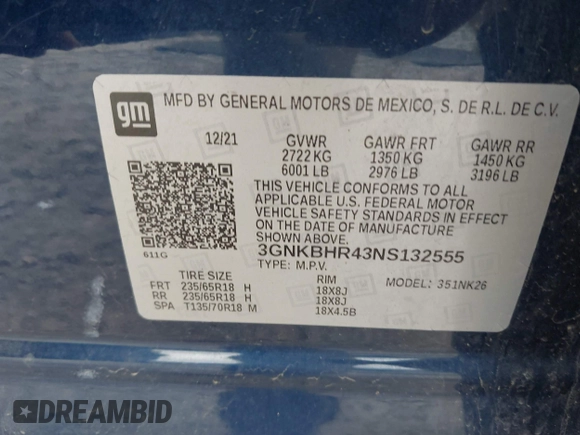 gm
MFD BY GENERAL MOTORS DE MEXICO, S. DE R.L. DE C.V.
12/21 GVWR GAWR FRT GAWR RR
2722 KG 1350 KG 1450 KG
6001 LB 2976 LB 3196 LB
THIS VEHICLE CONFORMS TO ALL
APPLICABLE U.S. FEDERAL MOTOR
VEHICLE SAFETY STANDARDS IN EFFECT
ON THE DATE OF MANUFACTURE
SHOWN ABOVE.
611G 3GNKBHR43NS132555
TYPE: M.P.V.
TIRE SIZE RIM MODEL: 351NK26
FRT 235/65R18 H 18X8J
RR 235/65R18 H 18X8J
SPA T135/70R18 M 18X4.5B
DREAMBID